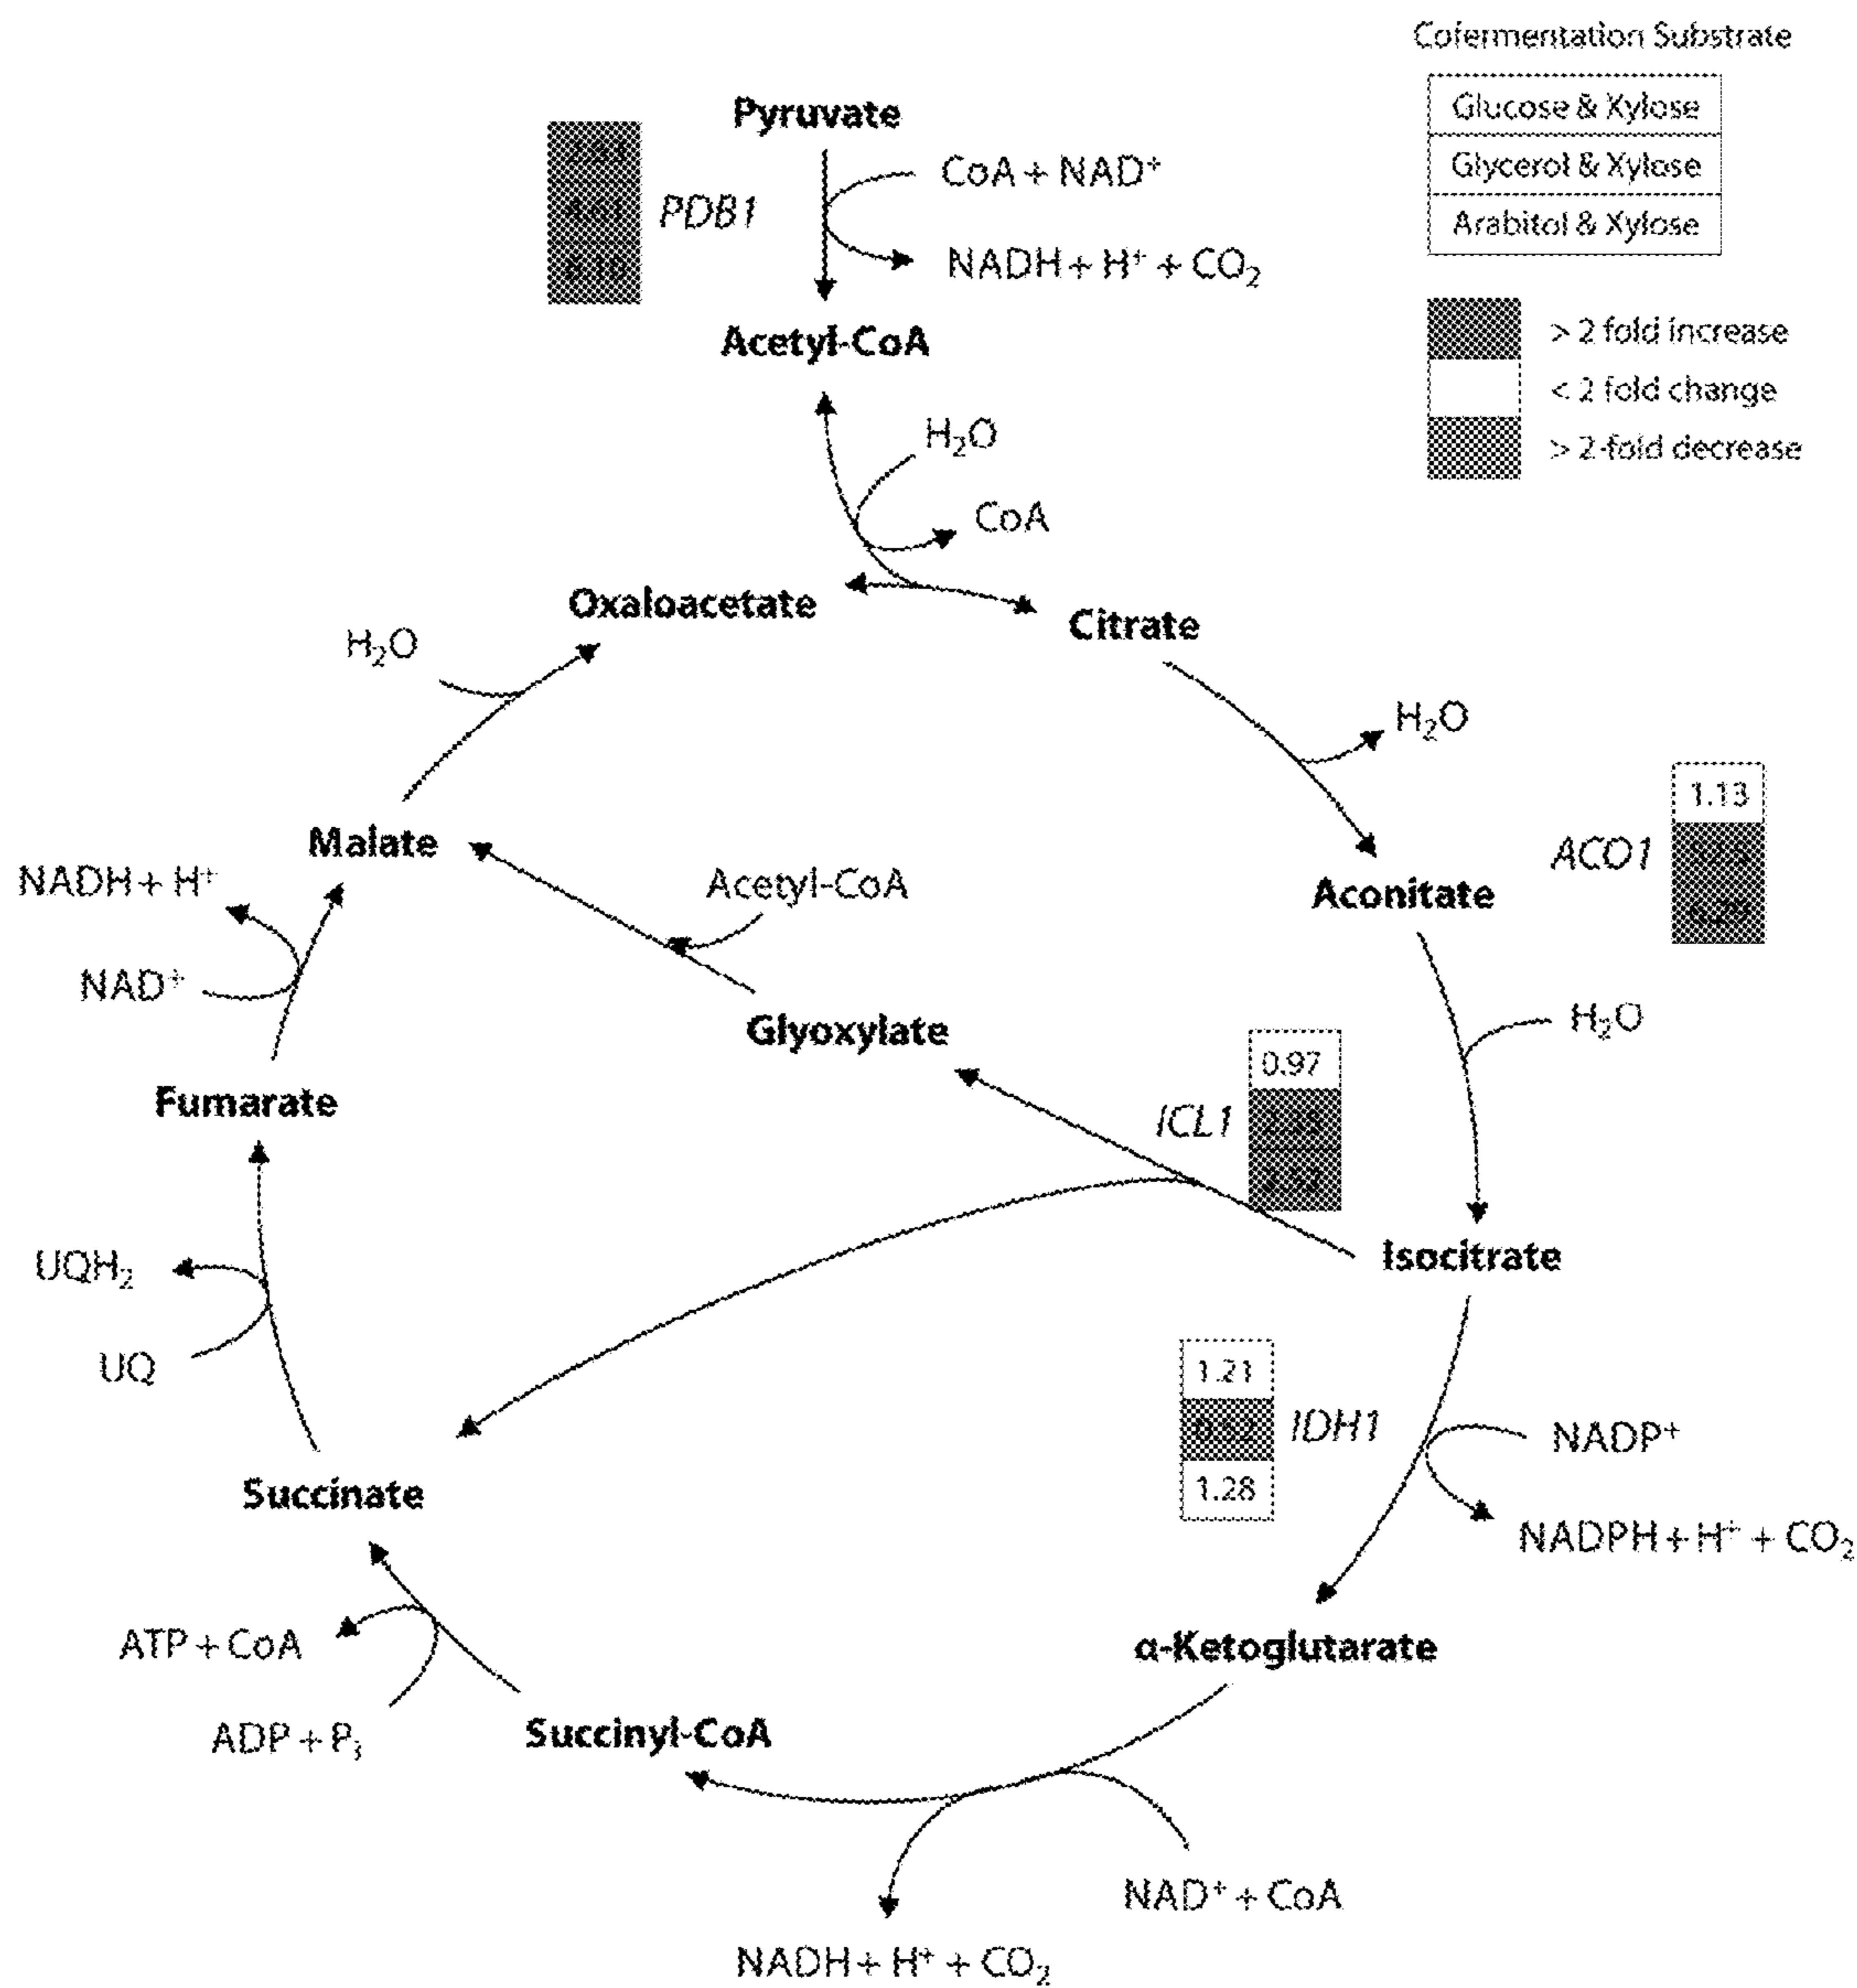 Cofermentation Substrate
Glucose & Xylose
Glycerol & Xylose
Arabitol & Xylose
> 2 fold increase
< 2 fold change
> 2-fold decrease
Pyruvate
PDB1
CoA + NAD⁺
NADH + H⁺ + CO₂
Acetyl-CoA
H₂O
CoA
Oxaloacetate
Citrate
H₂O
H₂O
1.13
ACO1
Malate
Aconitate
NADH + H⁺
Acetyl-CoA
NAD⁺
Glyoxylate
H₂O
0.97
ICL1
Fumarate
Isocitrate
UQH₂
UQ
1.21
IDH1
1.28
NADP⁺
NADPH + H⁺ + CO₂
Succinate
α-Ketoglutarate
ATP + CoA
ADP + Pᵢ
Succinyl-CoA
NAD⁺ + CoA
NADH + H⁺ + CO₂